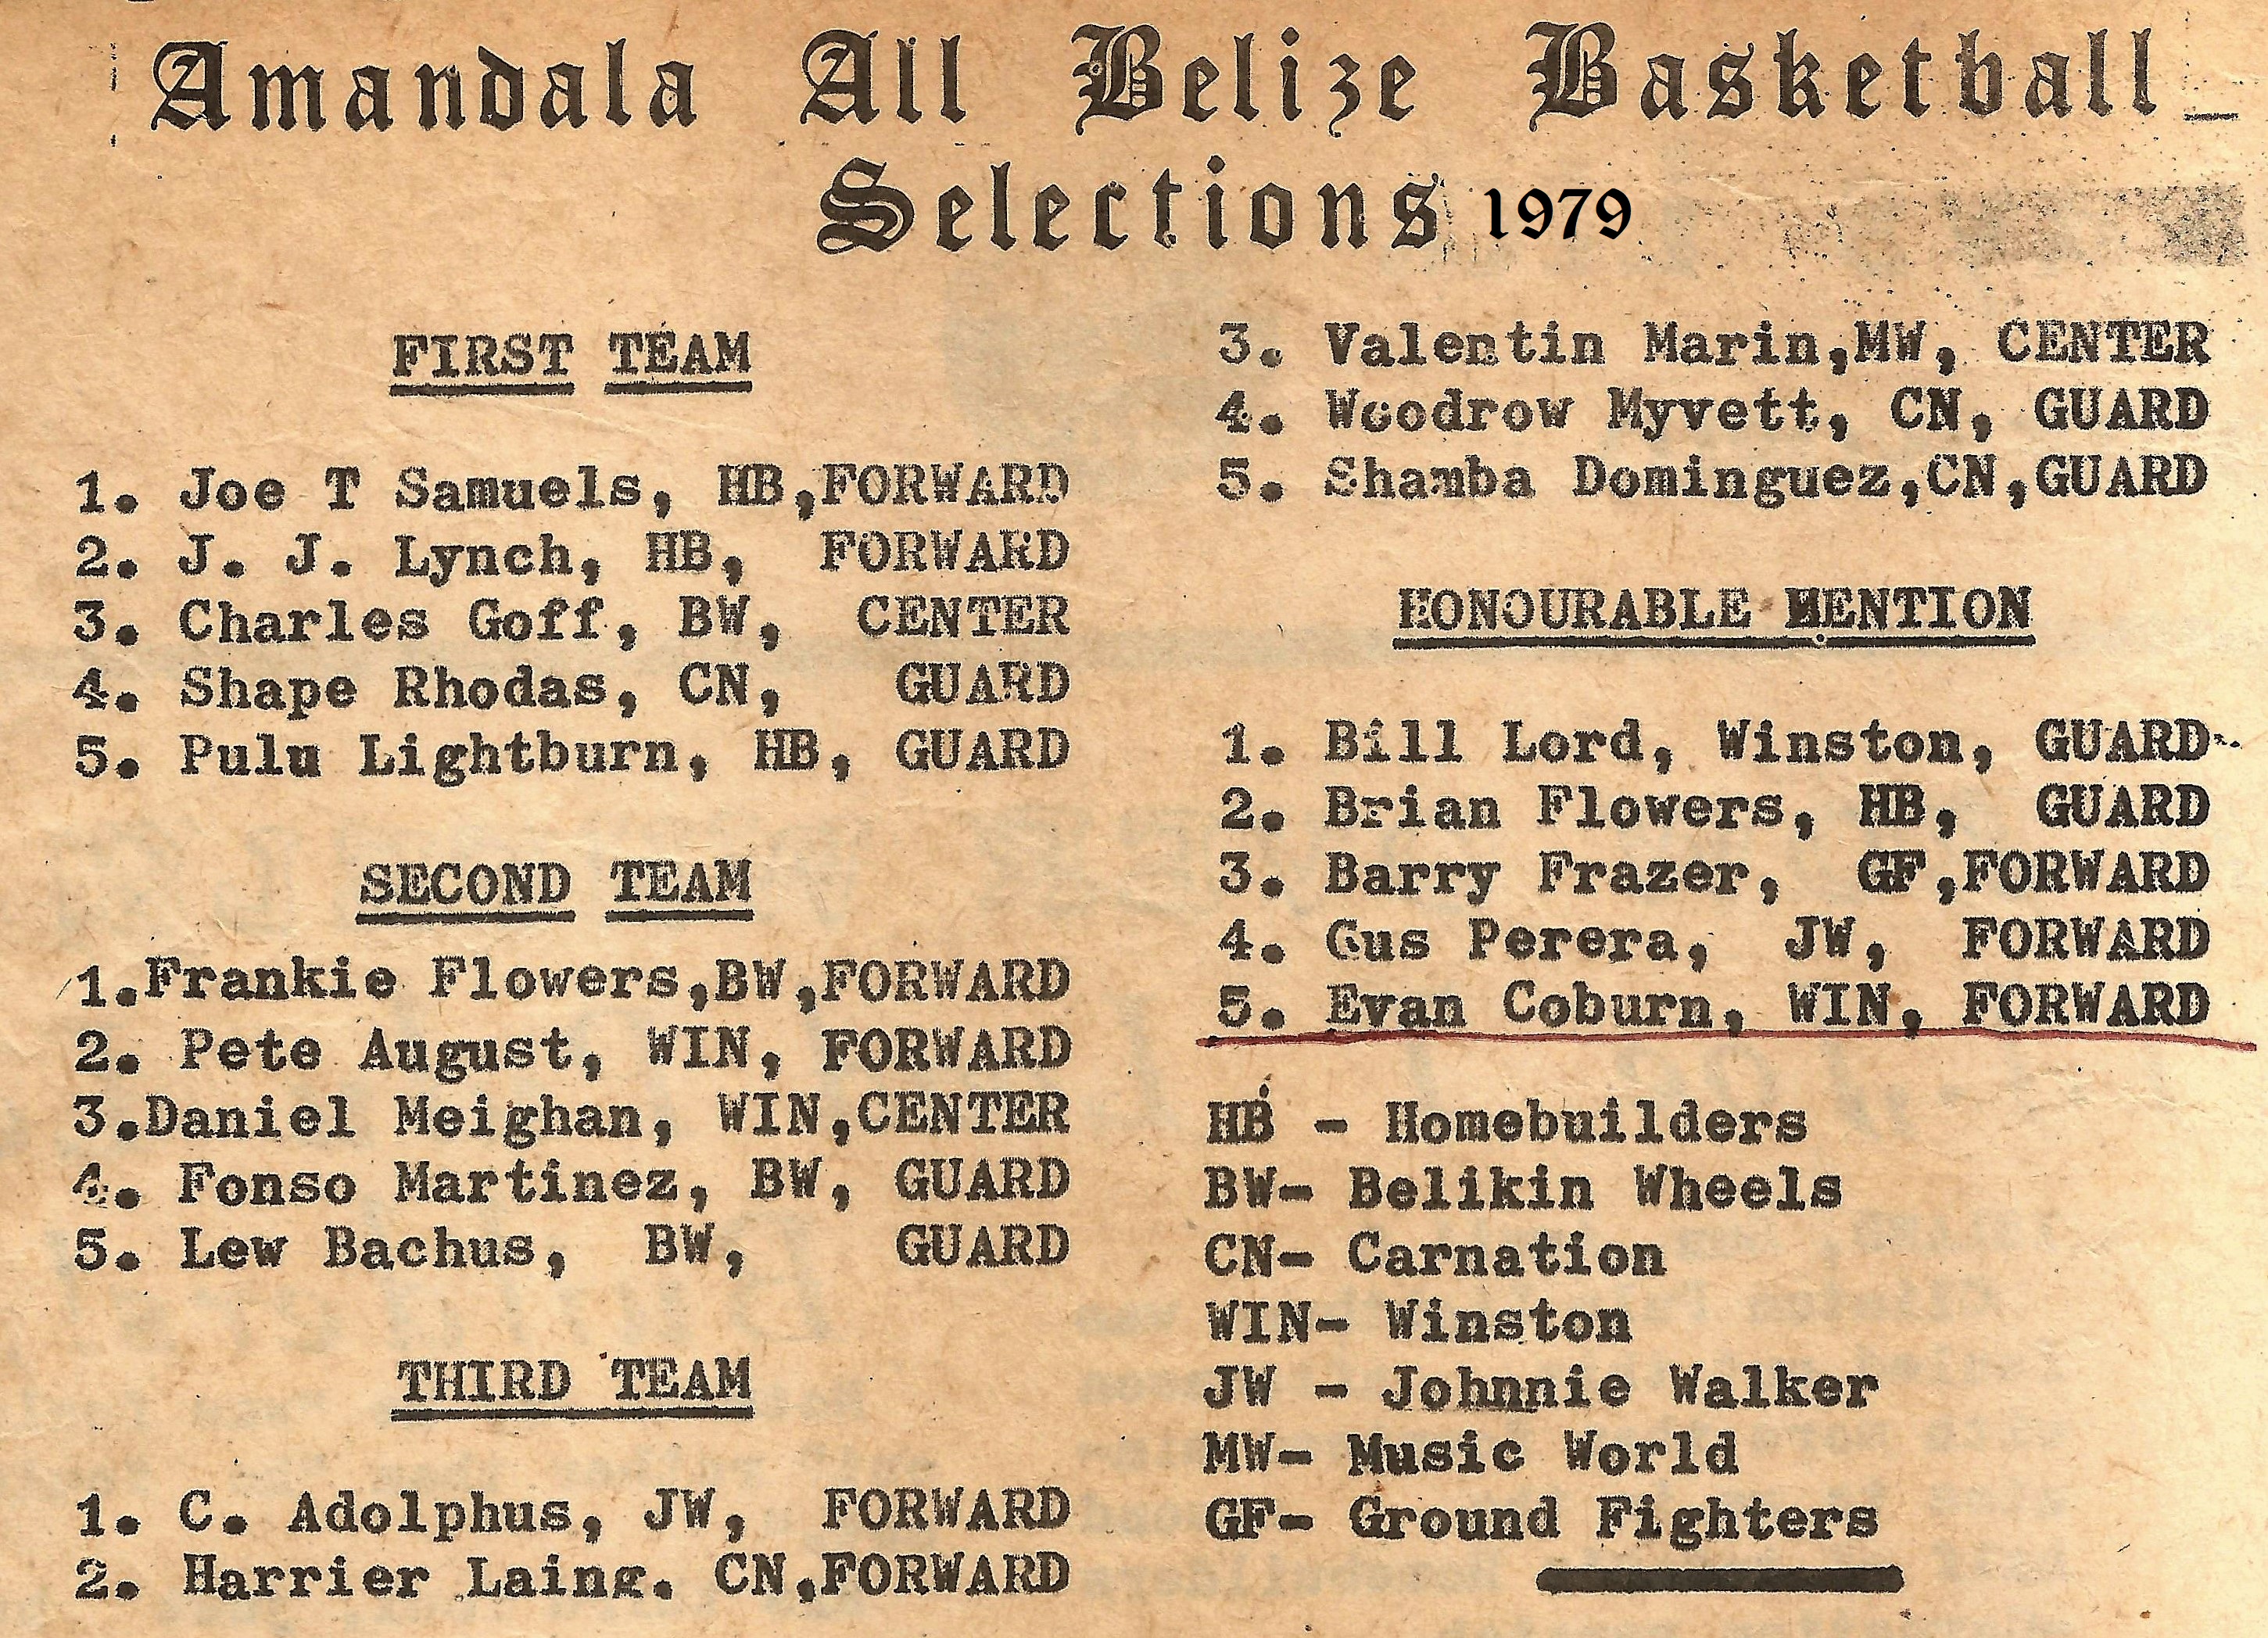 Amandala All Belize Basketball
Selections 1979
FIRST TEAM
1. Joe T Samuels, HB,FORWARD
2. J. J. Lynch, HB, FORWARD
3. Charles Goff, BW, CENTER
4. Shape Rhodas, CN, GUARD
5. Pulu Lightburn, HB, GUARD
SECOND TEAM
1.Frankie Flowers,BW,FORWARD
2. Pete August, WIN, FORWARD
3.Daniel Meighan, WIN,CENTER
4. Fonso Martinez, BW, GUARD
5. Lew Bachus, BW, GUARD
THIRD TEAM
1. C. Adolphus, JW, FORWARD
2. Harrier Laing. CN,FORWARD
3. Valentin Marin,MW, CENTER
4. Woodrow Myvett, CN, GUARD
5. Shamba Dominguez,CN,GUARD
HONOURABLE MENTION
1. Bill Lord, Winston, GUARD
2. Brian Flowers, HB, GUARD
3. Barry Frazer, GF,FORWARD
4. Gus Perera, JW, FORWARD
5. Evan Coburn, WIN, FORWARD
HB - Homebuilders
BW- Belikin Wheels
CN- Carnation
WIN- Winston
JW - Johnnie Walker
MW- Music World
GF- Ground Fighters